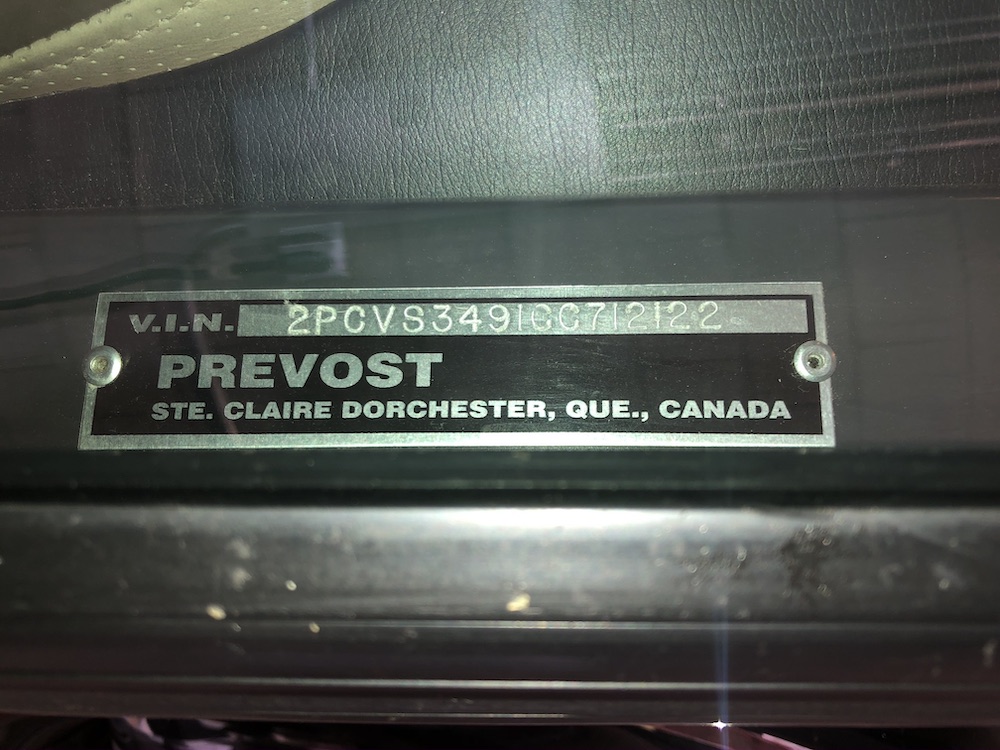 V.I.N. 2PCVS3491CC712122
PREVOST
STE. CLAIRE DORCHESTER, QUE., CANADA